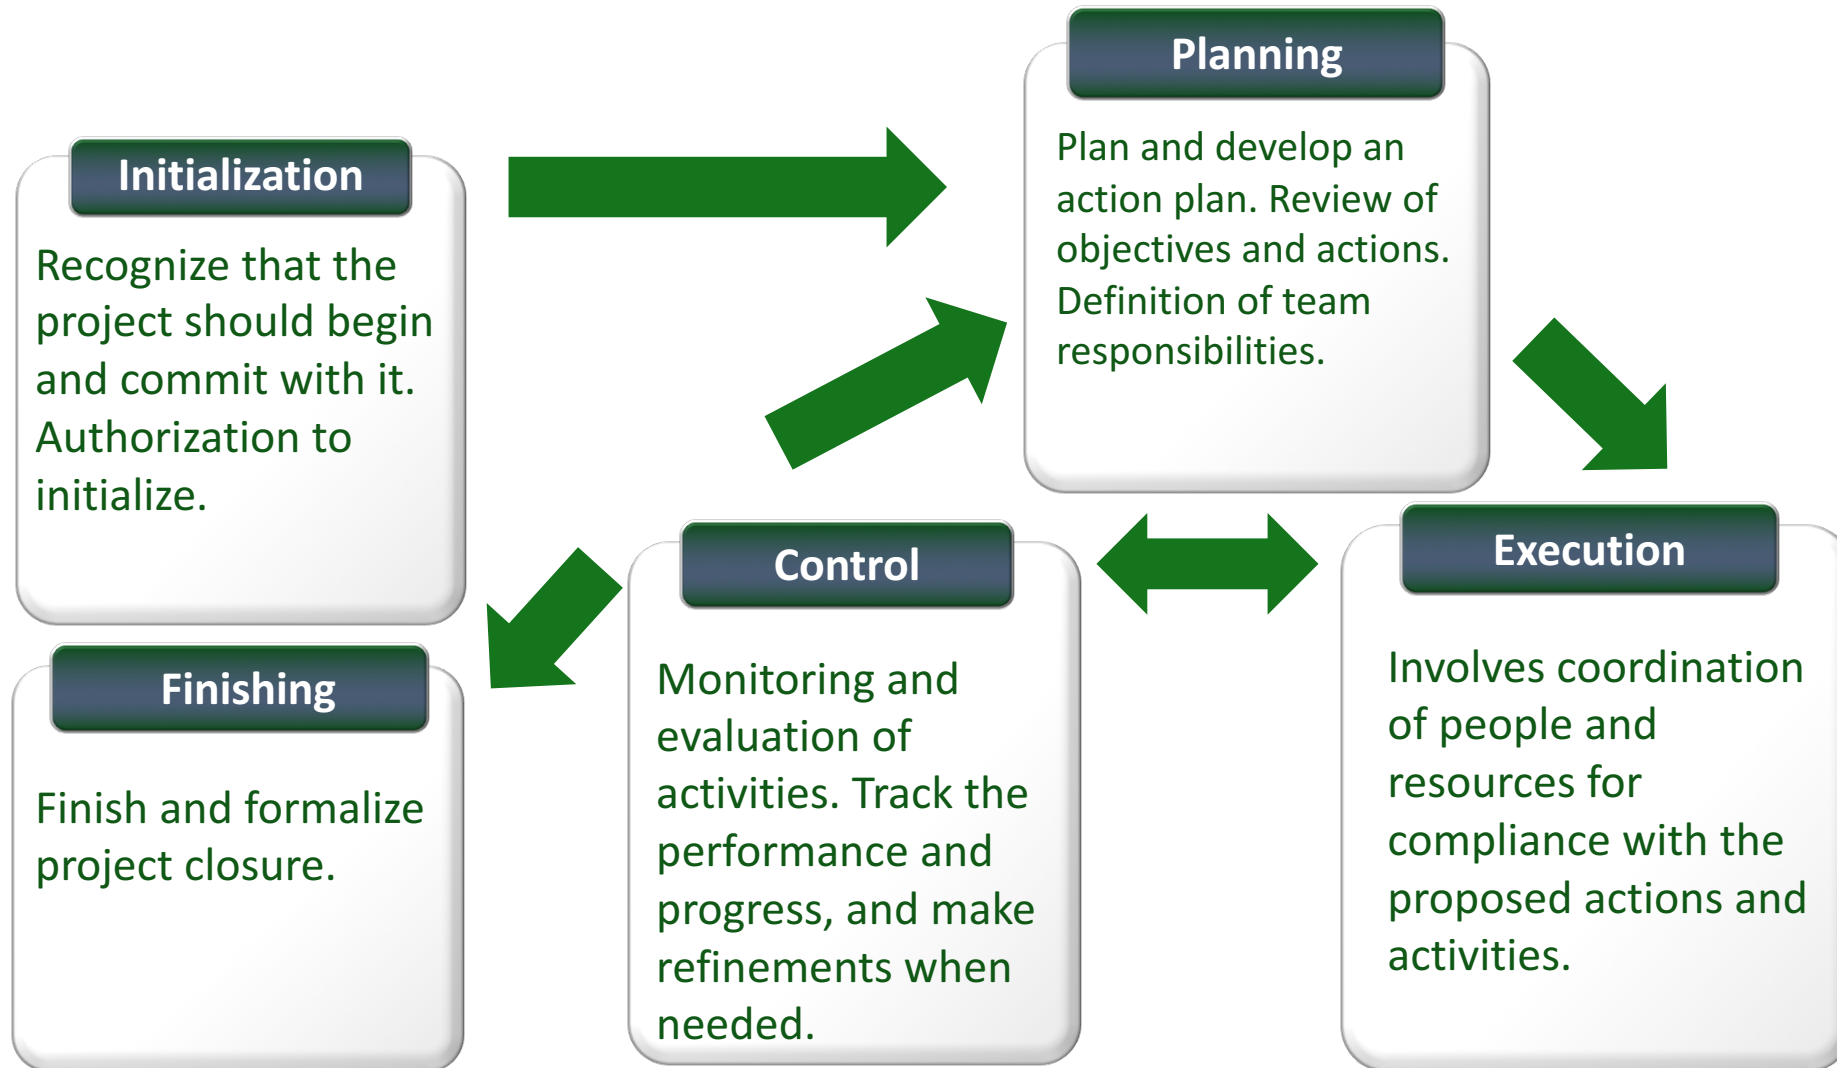 Initialization
Recognize that the
project should begin
and commit with it.
Authorization to
initialize.
Planning
Plan and develop an
action plan. Review of
objectives and actions.
Definition of team
responsibilities.
Execution
Involves coordination
of people and
resources for
compliance with the
proposed actions and
activities.
Control
Monitoring and
evaluation of
activities. Track the
performance and
progress, and make
refinements when
needed.
Finishing
Finish and formalize
project closure.